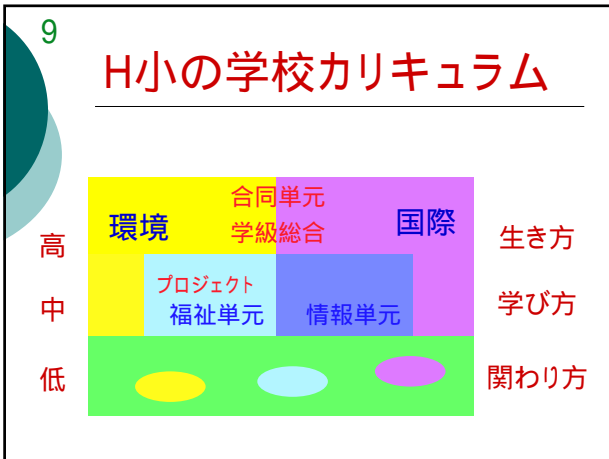 9
H小の学校カリキュラム
合同単元
環境
学級総合
国際
高
生き方
プロジェクト
中
福祉単元
情報単元
学び方
低
関わり方